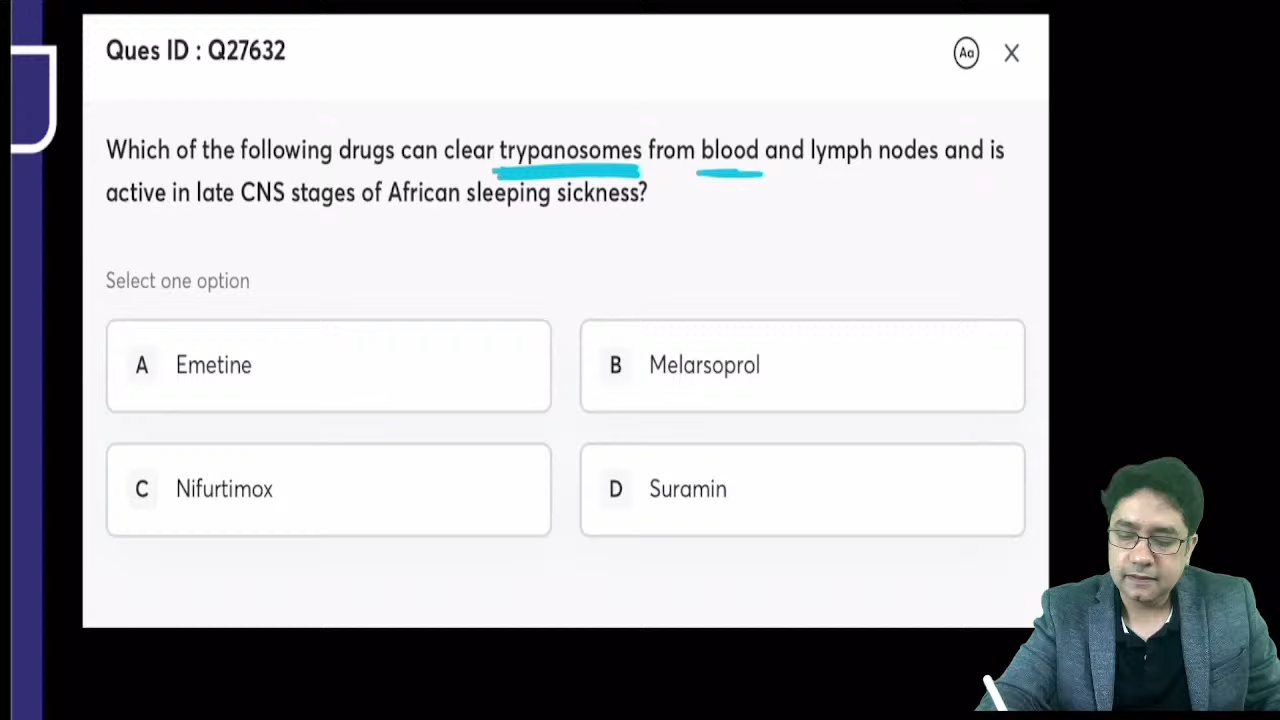 Ques ID : Q27632
Aa
Which of the following drugs can clear trypanosomes from blood and lymph nodes and is
active in late CNS stages of African sleeping sickness?
Select one option
A Emetine
B Melarsoprol
C Nifurtimox
D Suramin